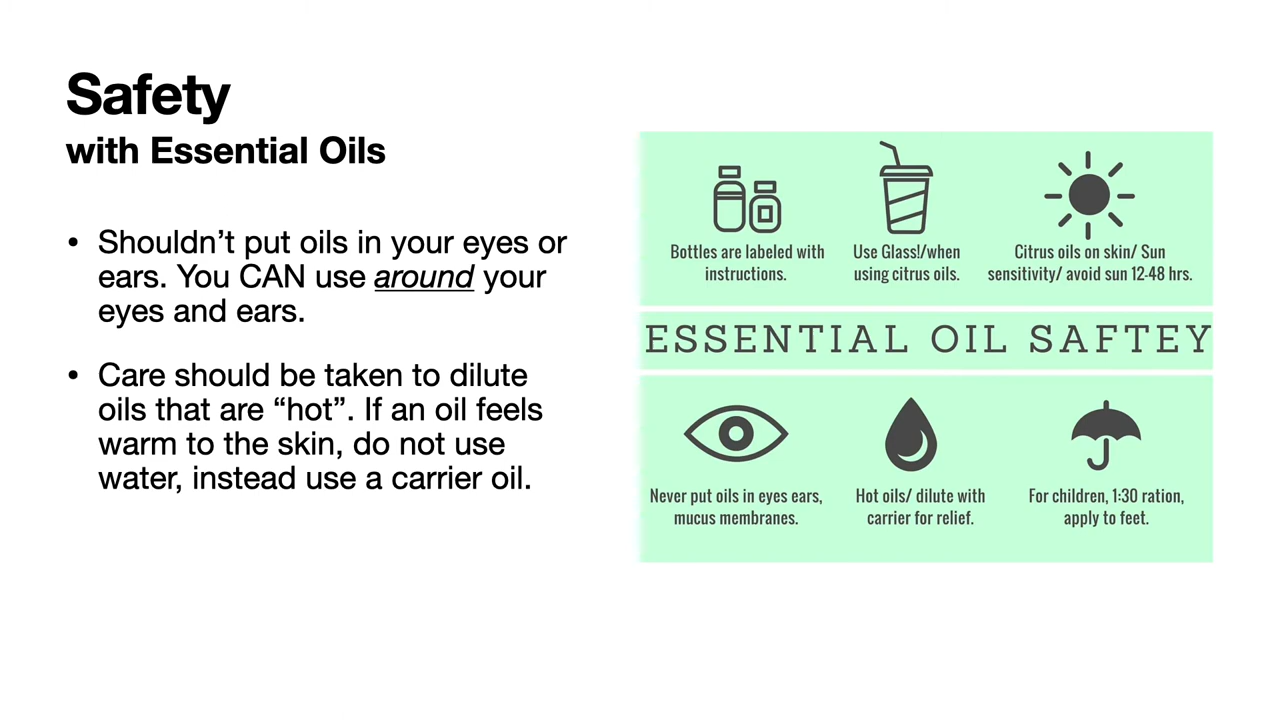 Safety
with Essential Oils
• Shouldn’t put oils in your eyes or
ears. You CAN use around your
eyes and ears.
• Care should be taken to dilute
oils that are “hot”. If an oil feels
warm to the skin, do not use
water, instead use a carrier oil.
Bottles are labeled with
instructions.
Use Glass!/when
using citrus oils.
Citrus oils on skin/ Sun
sensitivity/ avoid sun 12-48 hrs.
ESSENTIAL OIL SAFTEY
Never put oils in eyes ears,
mucus membranes.
Hot oils/ dilute with
carrier for relief.
For children, 1:30 ration,
apply to feet.